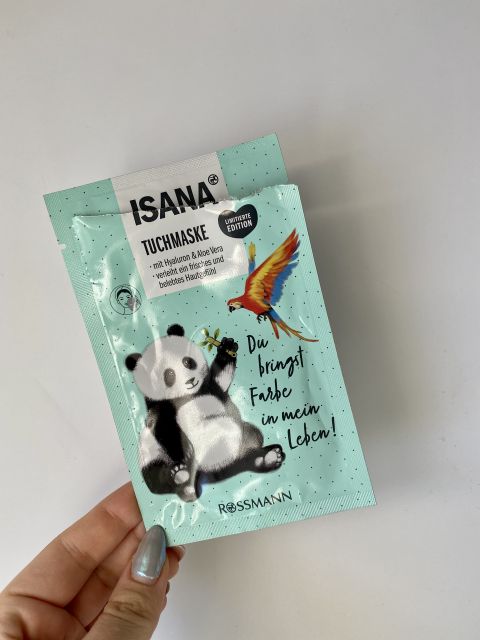 ISANA
LIMITIERTE
EDITION
TUCHMASKE
• mit Hyaluron & Aloe Vera
• verleiht ein frisches und
belebtes Hautgefühl
Du
bringst
Farbe
in mein
Leben!
ROSSMANN